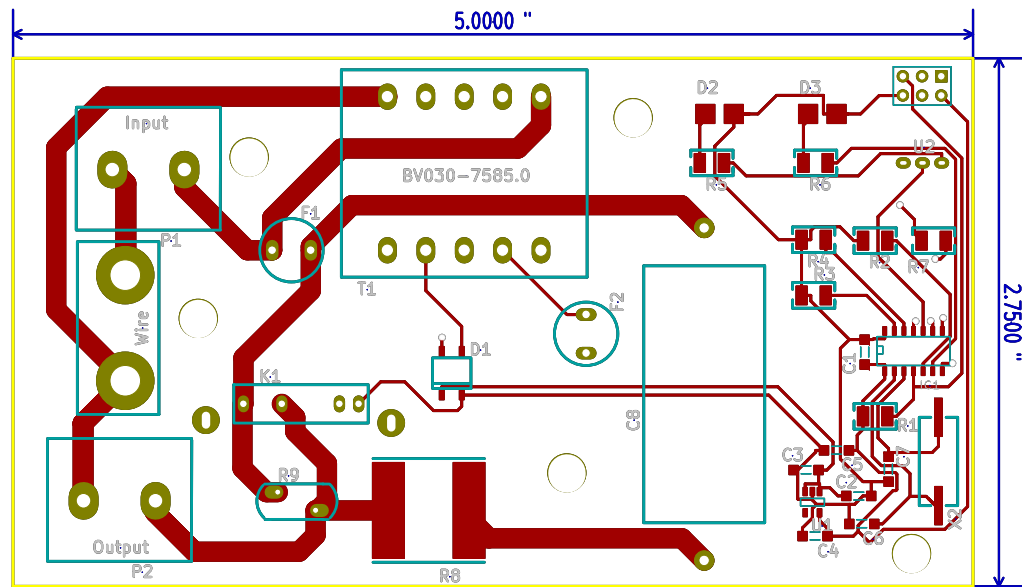 5.0000 "
D2
D3
Input
U2
BV030-7585.0
R5
R6
F1
P1
R4
R2
R7
R3
T1
F2
2.7500 "
Wire
D1
C1
IC1
K1
C8
R1
C3
C5
C7
R9
C2
X2
U1
Output
C4
C6
P2
R8